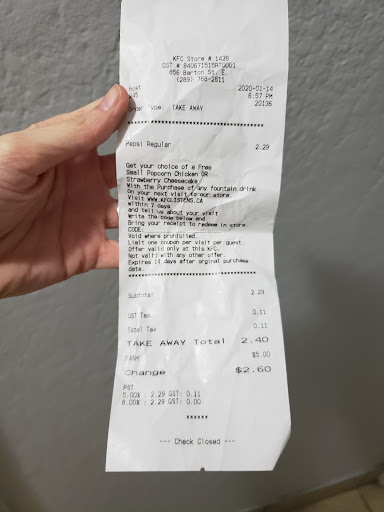 KFC Store # 1428
GST # 840671515RT0001
856 Barton St. E.
(289) 768-2811
Host 2020-01-14
#45 6:57 PM
Order Type: TAKE AWAY 20136
Pepsi Regular 2.29
Get your choice of a Free
Small Popcorn Chicken OR
Strawberry Cheesecake
With the Purchase of any fountain drink
On your next visit to our store.
Visit WWW.KFCLISTENS.CA
within 7 days
and tell us about your visit
Write the code below and
Bring your receipt to redeem in store.
CODE:
Void where prohibited.
Limit one coupon per visit per guest.
Offer valid only at this KFC.
Not valid with any other offer.
Expires 14 days after orginal purchase
date.
Subtotal 2.29
GST Tax 0.11
Total Tax 0.11
TAKE AWAY Total 2.40
CASH $5.00
Change $2.60
PST
5.00% : 2.29 GST: 0.11
8.00% : 2.29 GST: 0.00
******
--- Check Closed ---